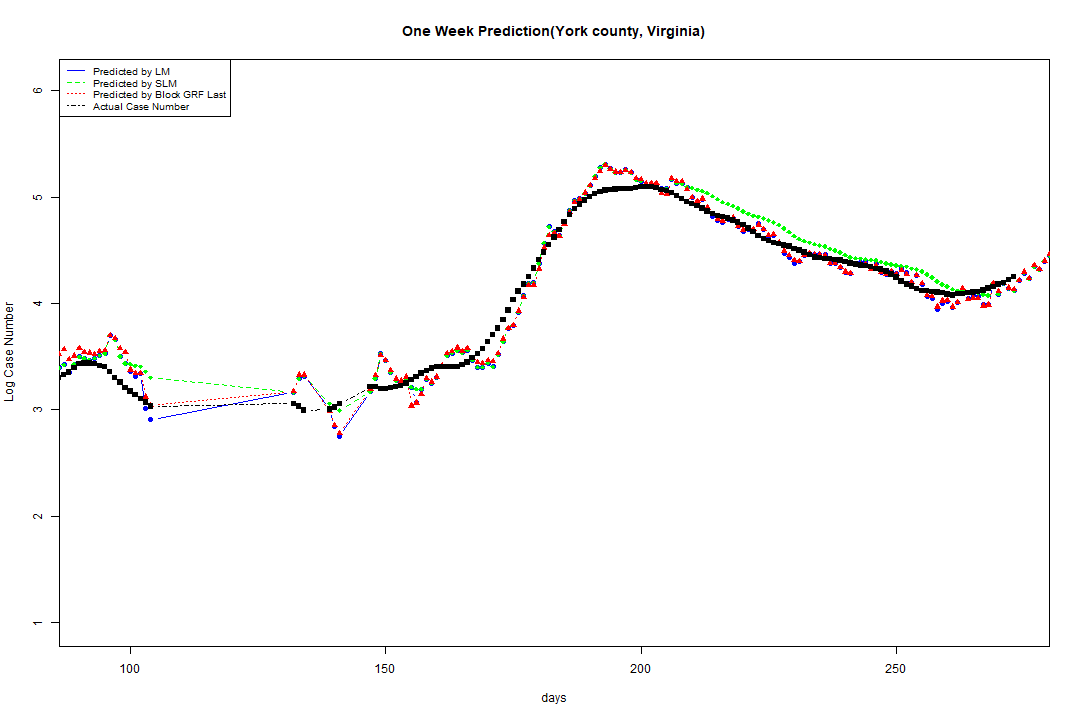 One Week Prediction(York county, Virginia)
Predicted by LM
Predicted by SLM
Predicted by Block GRF Last
Actual Case Number
6
5
4
3
2
1
Log Case Number
100 150 200 250
days